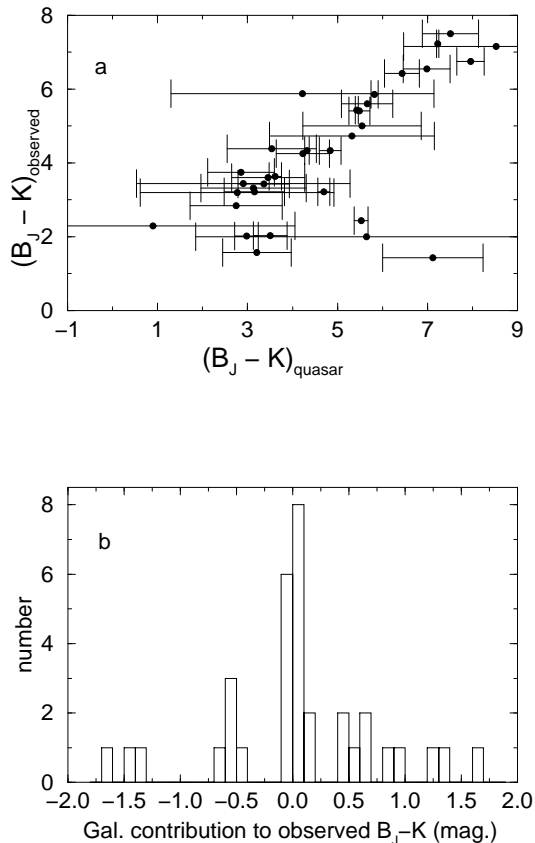 8
a
6
(B_J – K)_observed
4
2
0
-1 1 3 5 7 9
(B_J – K)_quasar
8
b
6
number
4
2
0
-2.0 -1.5 -1.0 -0.5 0.0 0.5 1.0 1.5 2.0
Gal. contribution to observed B_J–K (mag.)